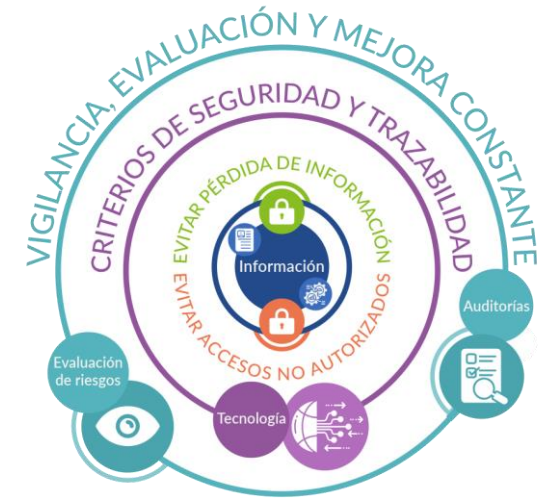 VIGILANCIA, EVALUACIÓN Y MEJORA CONSTANTE
CRITERIOS DE SEGURIDAD Y TRAZABILIDAD
EVITAR PÉRDIDA DE INFORMACIÓN
Información
EVITAR ACCESOS NO AUTORIZADOS
Auditorías
Evaluación
de riesgos
Tecnología